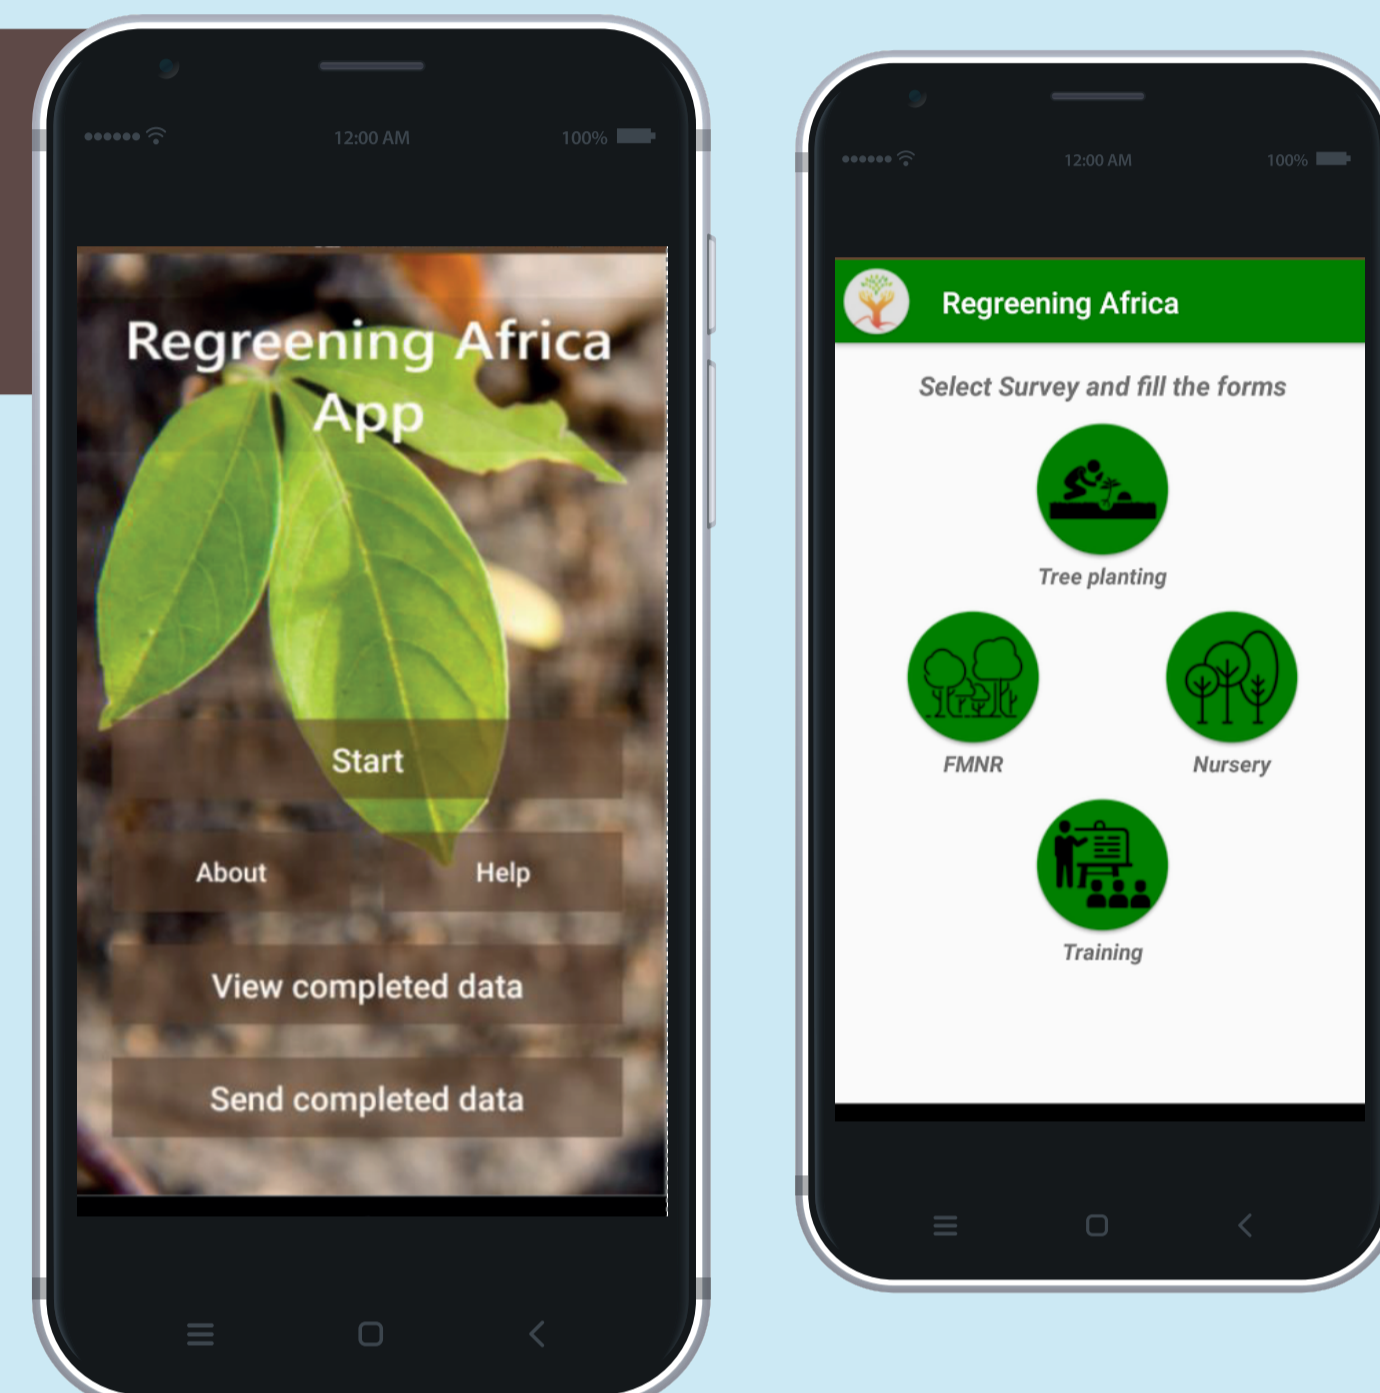 12:00 AM
100%
Regreening Africa
App
Start
About
Help
View completed data
Send completed data
12:00 AM
100%
Regreening Africa
Select Survey and fill the forms
Tree planting
FMNR
Nursery
Training